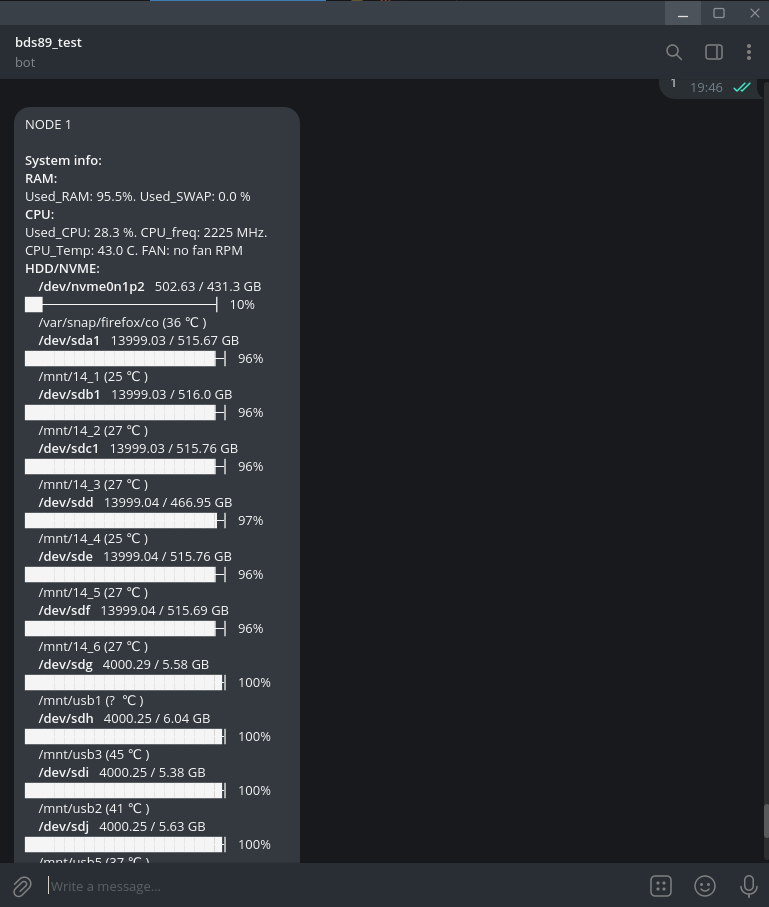 bds89_test
bot
1
19:46
NODE 1
System info:
RAM:
Used_RAM: 95.5%. Used_SWAP: 0.0 %
CPU:
Used_CPU: 28.3 %. CPU_freq: 2225 MHz.
CPU_Temp: 43.0 C. FAN: no fan RPM
HDD/NVME:
/dev/nvme0n1p2 502.63 / 431.3 GB
10%
/var/snap/firefox/co (36 ℃ )
/dev/sda1 13999.03 / 515.67 GB
96%
/mnt/14_1 (25 ℃ )
/dev/sdb1 13999.03 / 516.0 GB
96%
/mnt/14_2 (27 ℃ )
/dev/sdc1 13999.03 / 515.76 GB
96%
/mnt/14_3 (27 ℃ )
/dev/sdd 13999.04 / 466.95 GB
97%
/mnt/14_4 (25 ℃ )
/dev/sde 13999.04 / 515.76 GB
96%
/mnt/14_5 (27 ℃ )
/dev/sdf 13999.04 / 515.69 GB
96%
/mnt/14_6 (27 ℃ )
/dev/sdg 4000.29 / 5.58 GB
100%
/mnt/usb1 (? ℃ )
/dev/sdh 4000.25 / 6.04 GB
100%
/mnt/usb3 (45 ℃ )
/dev/sdi 4000.25 / 5.38 GB
100%
/mnt/usb2 (41 ℃ )
/dev/sdj 4000.25 / 5.63 GB
100%
/mnt/usb5 (37 ℃ )
Write a message...